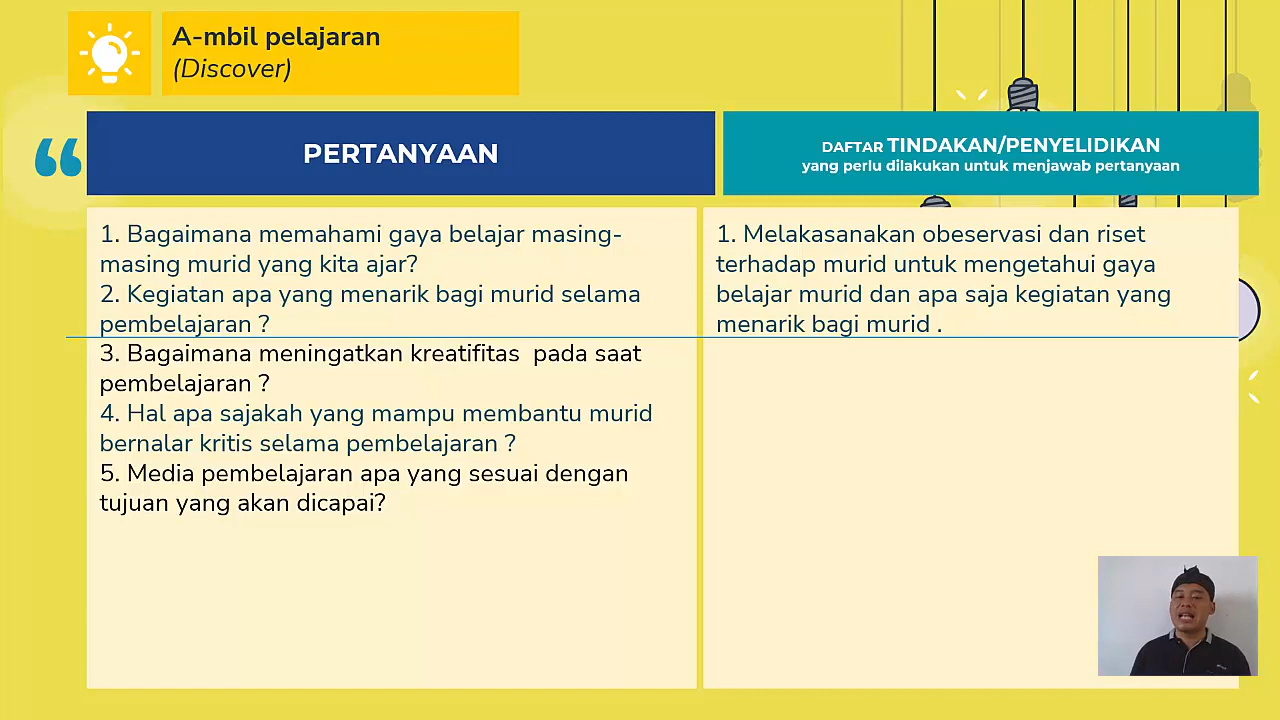 A-mbil pelajaran
(Discover)
“
PERTANYAAN
DAFTAR TINDAKAN/PENYELIDIKAN
yang perlu dilakukan untuk menjawab pertanyaan
1. Bagaimana memahami gaya belajar masing-
masing murid yang kita ajar?
2. Kegiatan apa yang menarik bagi murid selama
pembelajaran ?
3. Bagaimana meningatkan kreatifitas  pada saat
pembelajaran ?
4. Hal apa sajakah yang mampu membantu murid
bernalar kritis selama pembelajaran ?
5. Media pembelajaran apa yang sesuai dengan
tujuan yang akan dicapai?
1. Melakasanakan obeservasi dan riset
terhadap murid untuk mengetahui gaya
belajar murid dan apa saja kegiatan yang
menarik bagi murid .